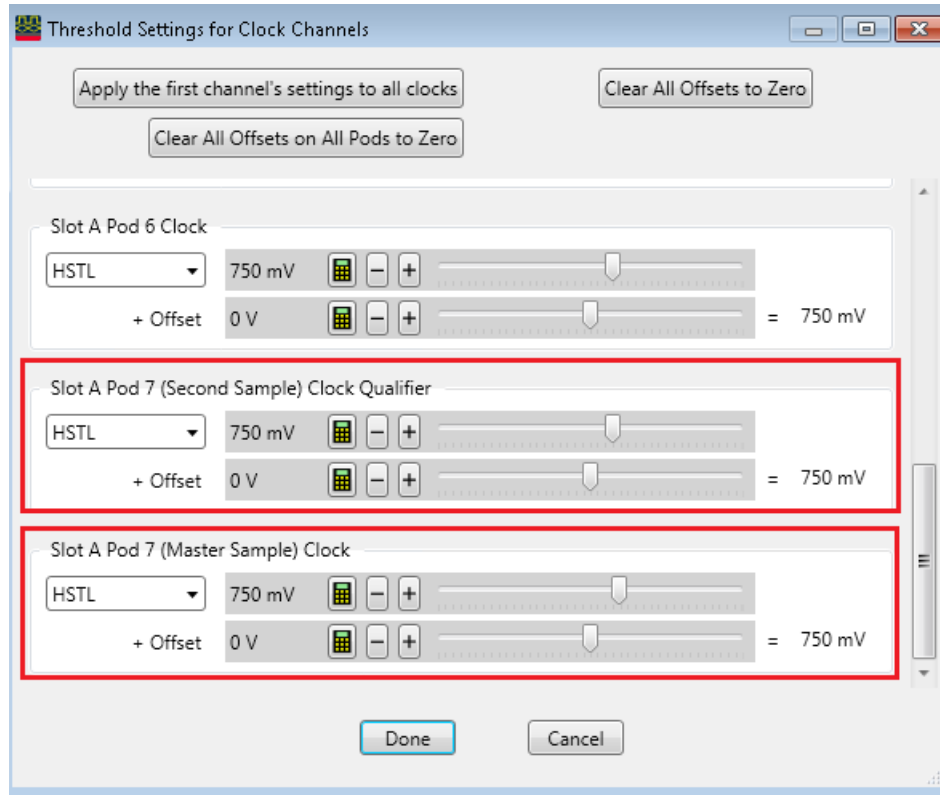 Threshold Settings for Clock Channels
Apply the first channel's settings to all clocks
Clear All Offsets to Zero
Clear All Offsets on All Pods to Zero
Slot A Pod 6 Clock
HSTL 750 mV - +
+ Offset 0 V - + = 750 mV
Slot A Pod 7 (Second Sample) Clock Qualifier
HSTL 750 mV - +
+ Offset 0 V - + = 750 mV
Slot A Pod 7 (Master Sample) Clock
HSTL 750 mV - +
+ Offset 0 V - + = 750 mV
Done Cancel